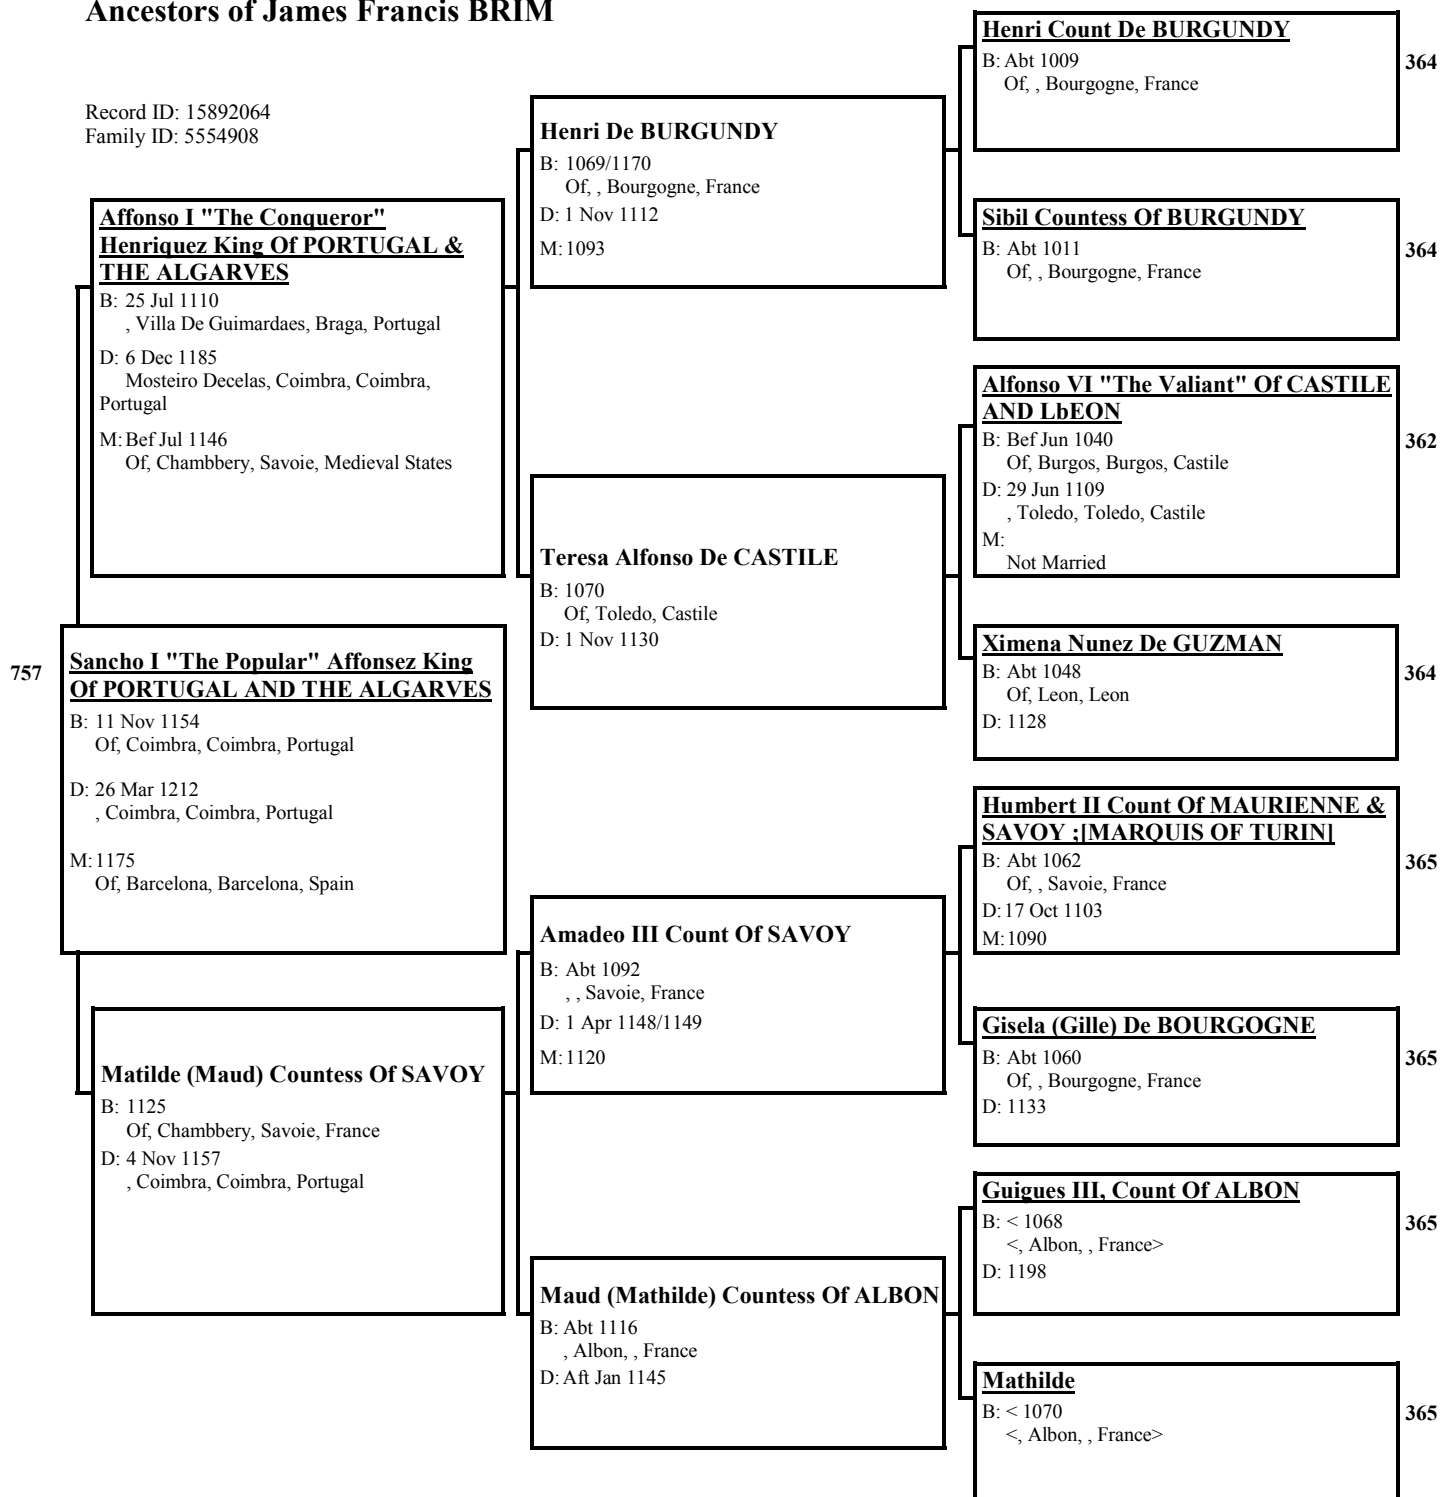 Ancestors of James Francis BRIM
Record ID: 15892064
Family ID: 5554908
Affonso I "The Conqueror"
Henriquez King Of PORTUGAL &
THE ALGARVES
B: 25 Jul 1110
, Villa De Guimardaes, Braga, Portugal
D: 6 Dec 1185
Mosteiro Decelas, Coimbra, Coimbra,
Portugal
M: Bef Jul 1146
Of, Chambbery, Savoie, Medieval States
757
Sancho I "The Popular" Affonsez King
Of PORTUGAL AND THE ALGARVES
B: 11 Nov 1154
Of, Coimbra, Coimbra, Portugal
D: 26 Mar 1212
, Coimbra, Coimbra, Portugal
M: 1175
Of, Barcelona, Barcelona, Spain
Matilde (Maud) Countess Of SAVOY
B: 1125
Of, Chambbery, Savoie, France
D: 4 Nov 1157
, Coimbra, Coimbra, Portugal
Henri De BURGUNDY
B: 1069/1170
Of, , Bourgogne, France
D: 1 Nov 1112
M: 1093
Teresa Alfonso De CASTILE
B: 1070
Of, Toledo, Castile
D: 1 Nov 1130
Amadeo III Count Of SAVOY
B: Abt 1092
, , Savoie, France
D: 1 Apr 1148/1149
M: 1120
Maud (Mathilde) Countess Of ALBON
B: Abt 1116
, Albon, , France
D: Aft Jan 1145
Henri Count De BURGUNDY
B: Abt 1009
Of, , Bourgogne, France
364
Sibil Countess Of BURGUNDY
B: Abt 1011
Of, , Bourgogne, France
364
Alfonso VI "The Valiant" Of CASTILE
AND LbEON
B: Bef Jun 1040
Of, Burgos, Burgos, Castile
D: 29 Jun 1109
, Toledo, Toledo, Castile
M:
Not Married
362
Ximena Nunez De GUZMAN
B: Abt 1048
Of, Leon, Leon
D: 1128
364
Humbert II Count Of MAURIENNE &
SAVOY ;[MARQUIS OF TURIN]
B: Abt 1062
Of, , Savoie, France
D: 17 Oct 1103
M: 1090
365
Gisela (Gille) De BOURGOGNE
B: Abt 1060
Of, , Bourgogne, France
D: 1133
365
Guigues III, Count Of ALBON
B: < 1068
<, Albon, , France>
D: 1198
365
Mathilde
B: < 1070
<, Albon, , France>
365